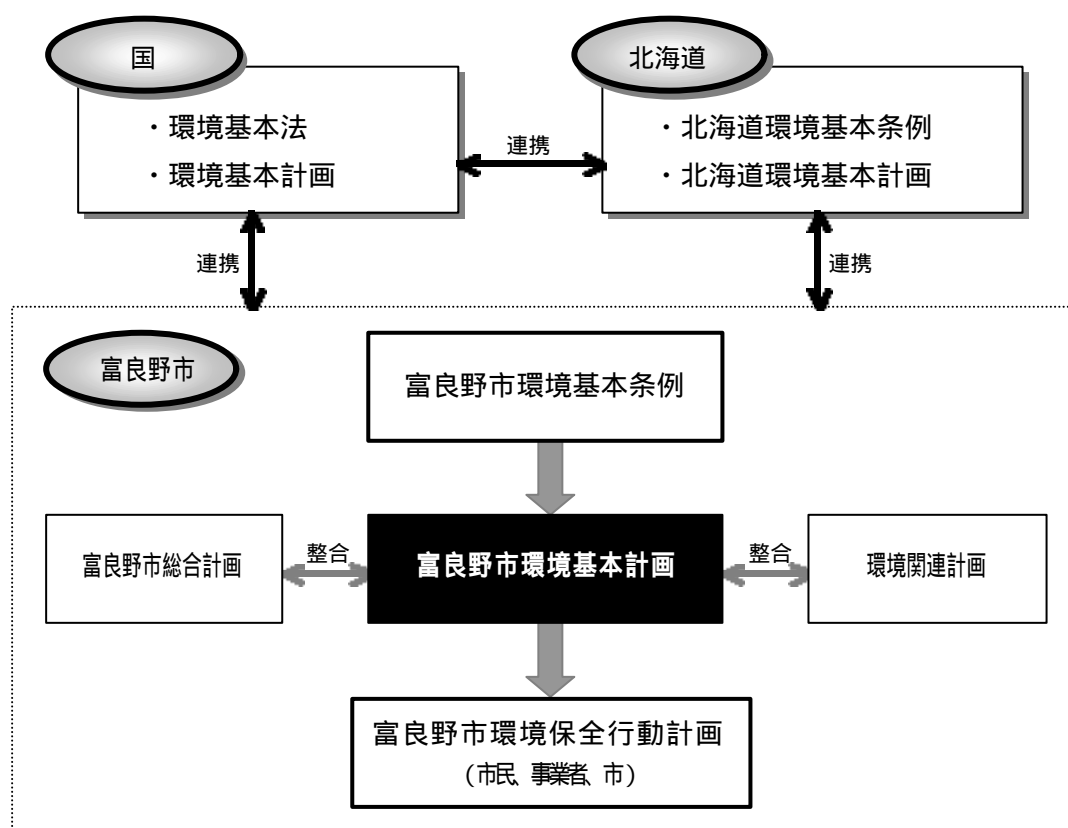 国
・環境基本法
・環境基本計画
連携
北海道
・北海道環境基本条例
・北海道環境基本計画
連携
連携
富良野市
富良野市環境基本条例
富良野市総合計画
整合
富良野市環境基本計画
整合
環境関連計画
富良野市環境保全行動計画
(市民、事業者、市)